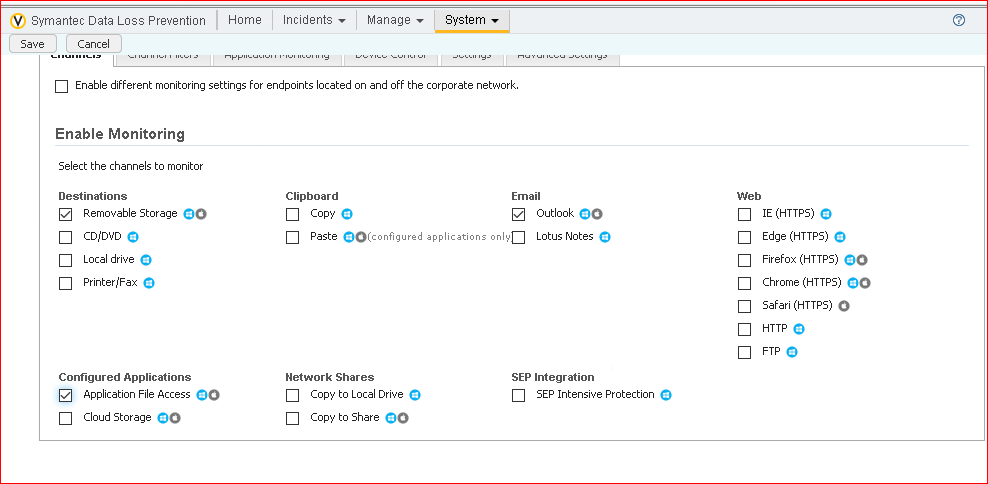 Symantec Data Loss Prevention Home Incidents Manage System ?
Save Cancel
Channels Channel Filters Application Monitoring Device Control Settings Advanced Settings
Enable different monitoring settings for endpoints located on and off the corporate network.
Enable Monitoring
Select the channels to monitor
Destinations Clipboard Email Web
Removable Storage Copy Outlook IE (HTTPS)
CD/DVD Paste (configured applications only Lotus Notes Edge (HTTPS)
Local drive Firefox (HTTPS)
Printer/Fax Chrome (HTTPS)
Safari (HTTPS)
HTTP
FTP
Configured Applications Network Shares SEP Integration
Application File Access Copy to Local Drive SEP Intensive Protection
Cloud Storage Copy to Share